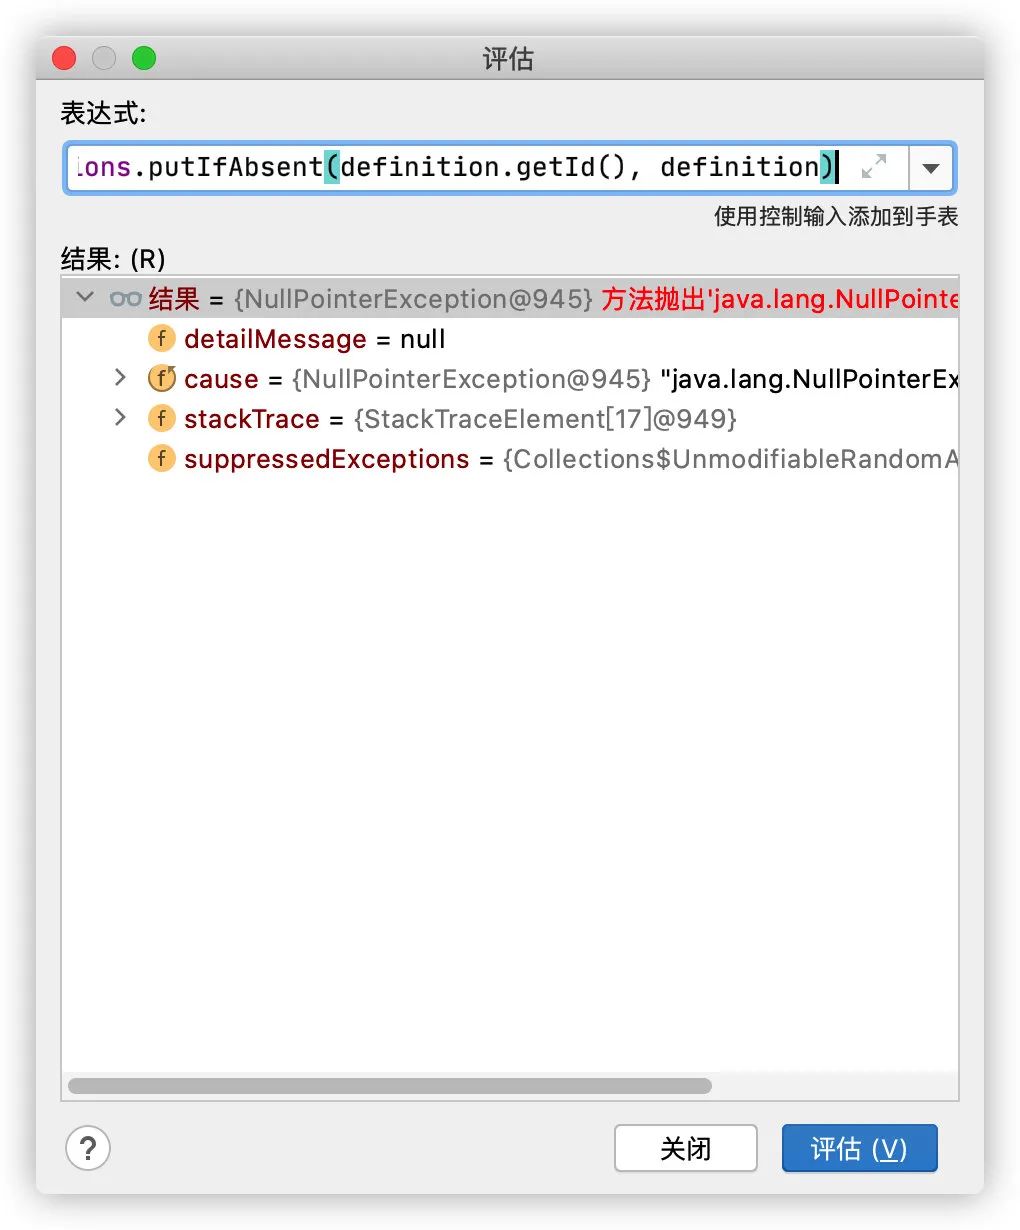 评估
表达式:
ions.putIfAbsent(definition.getId(), definition)
使用控制输入添加到手表
结果: (R)
结果 = {NullPointerException@945} 方法抛出'java.lang.NullPointe
f detailMessage = null
f cause = {NullPointerException@945} "java.lang.NullPointerEx
f stackTrace = {StackTraceElement[17]@949}
f suppressedExceptions = {Collections$UnmodifiableRandomA
? 关闭 评估 (V)